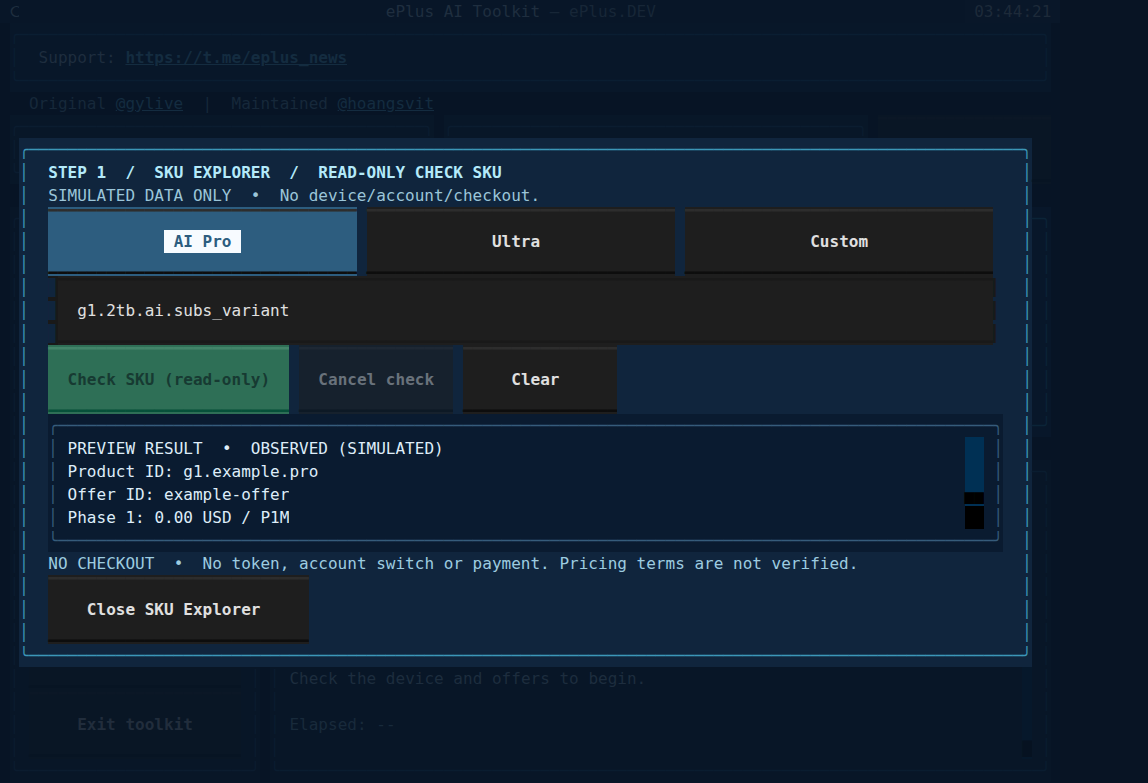 ePlus AI Toolkit — ePlus.DEV 03:44:21
Support: https://t.me/eplus_news
Original @gylive | Maintained @hoangsvit
STEP 1 / SKU EXPLORER / READ-ONLY CHECK SKU
SIMULATED DATA ONLY • No device/account/checkout.
AI Pro Ultra Custom
g1.2tb.ai.subs_variant
Check SKU (read-only) Cancel check Clear
PREVIEW RESULT • OBSERVED (SIMULATED)
Product ID: g1.example.pro
Offer ID: example-offer
Phase 1: 0.00 USD / P1M
NO CHECKOUT • No token, account switch or payment. Pricing terms are not verified.
Close SKU Explorer
Check the device and offers to begin.
Exit toolkit Elapsed: --